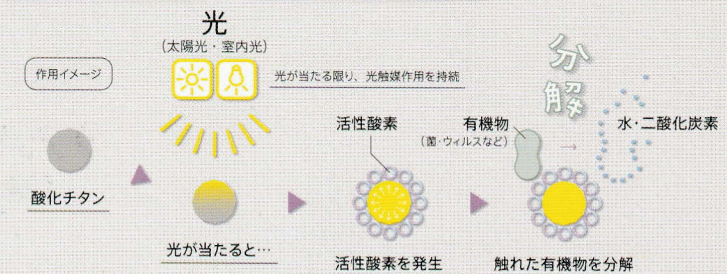 光
(太陽光・室内光)
作用イメージ
光が当たる限り、光触媒作用を持続
分解
活性酸素
有機物
(菌・ウィルスなど)
→
水・二酸化炭素
酸化チタン
光が当たると…
活性酸素を発生
触れた有機物を分解